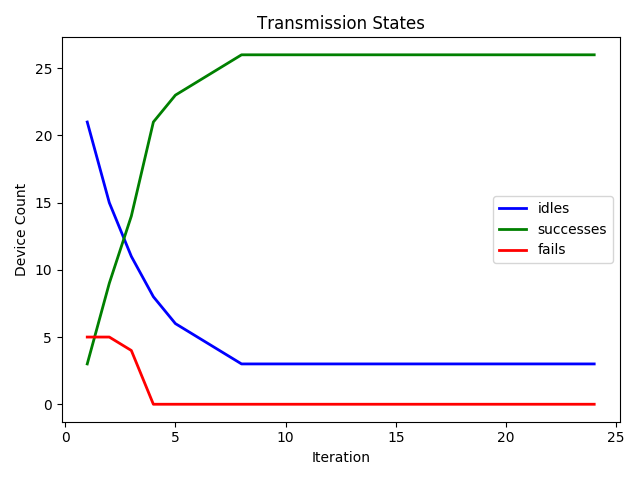 Transmission States
Device Count
25
20
15
10
5
0
idles
successes
fails
0 5 10 15 20 25
Iteration